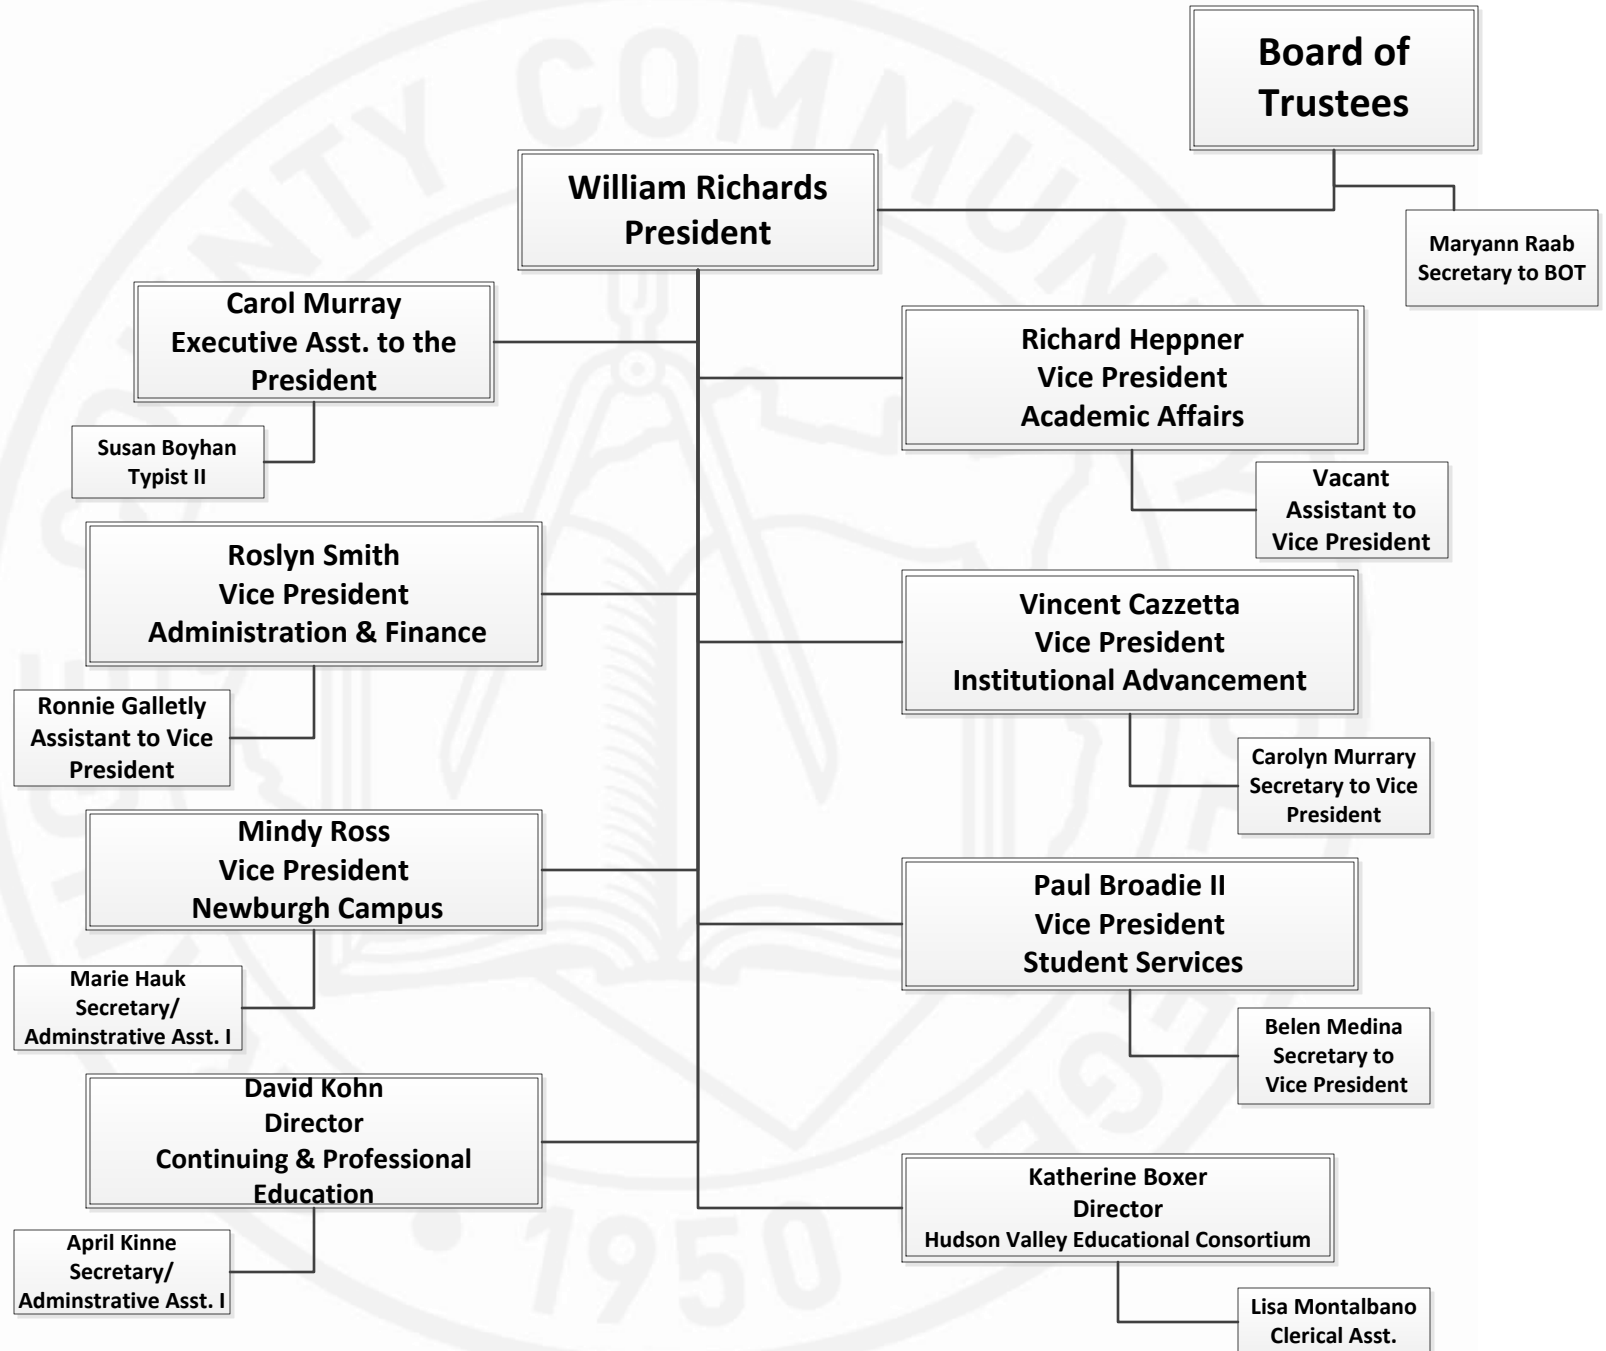 Board of
Trustees
William Richards
President
Maryann Raab
Secretary to BOT
Carol Murray
Executive Asst. to the
President
Susan Boyhan
Typist II
Richard Heppner
Vice President
Academic Affairs
Vacant
Assistant to
Vice President
Roslyn Smith
Vice President
Administration & Finance
Ronnie Galletly
Assistant to Vice
President
Vincent Cazzetta
Vice President
Institutional Advancement
Carolyn Murrary
Secretary to Vice
President
Mindy Ross
Vice President
Newburgh Campus
Marie Hauk
Secretary/
Adminstrative Asst. I
Paul Broadie II
Vice President
Student Services
Belen Medina
Secretary to
Vice President
David Kohn
Director
Continuing & Professional
Education
April Kinne
Secretary/
Adminstrative Asst. I
Katherine Boxer
Director
Hudson Valley Educational Consortium
Lisa Montalbano
Clerical Asst.
COUNTY COMMUNITY
• 1950